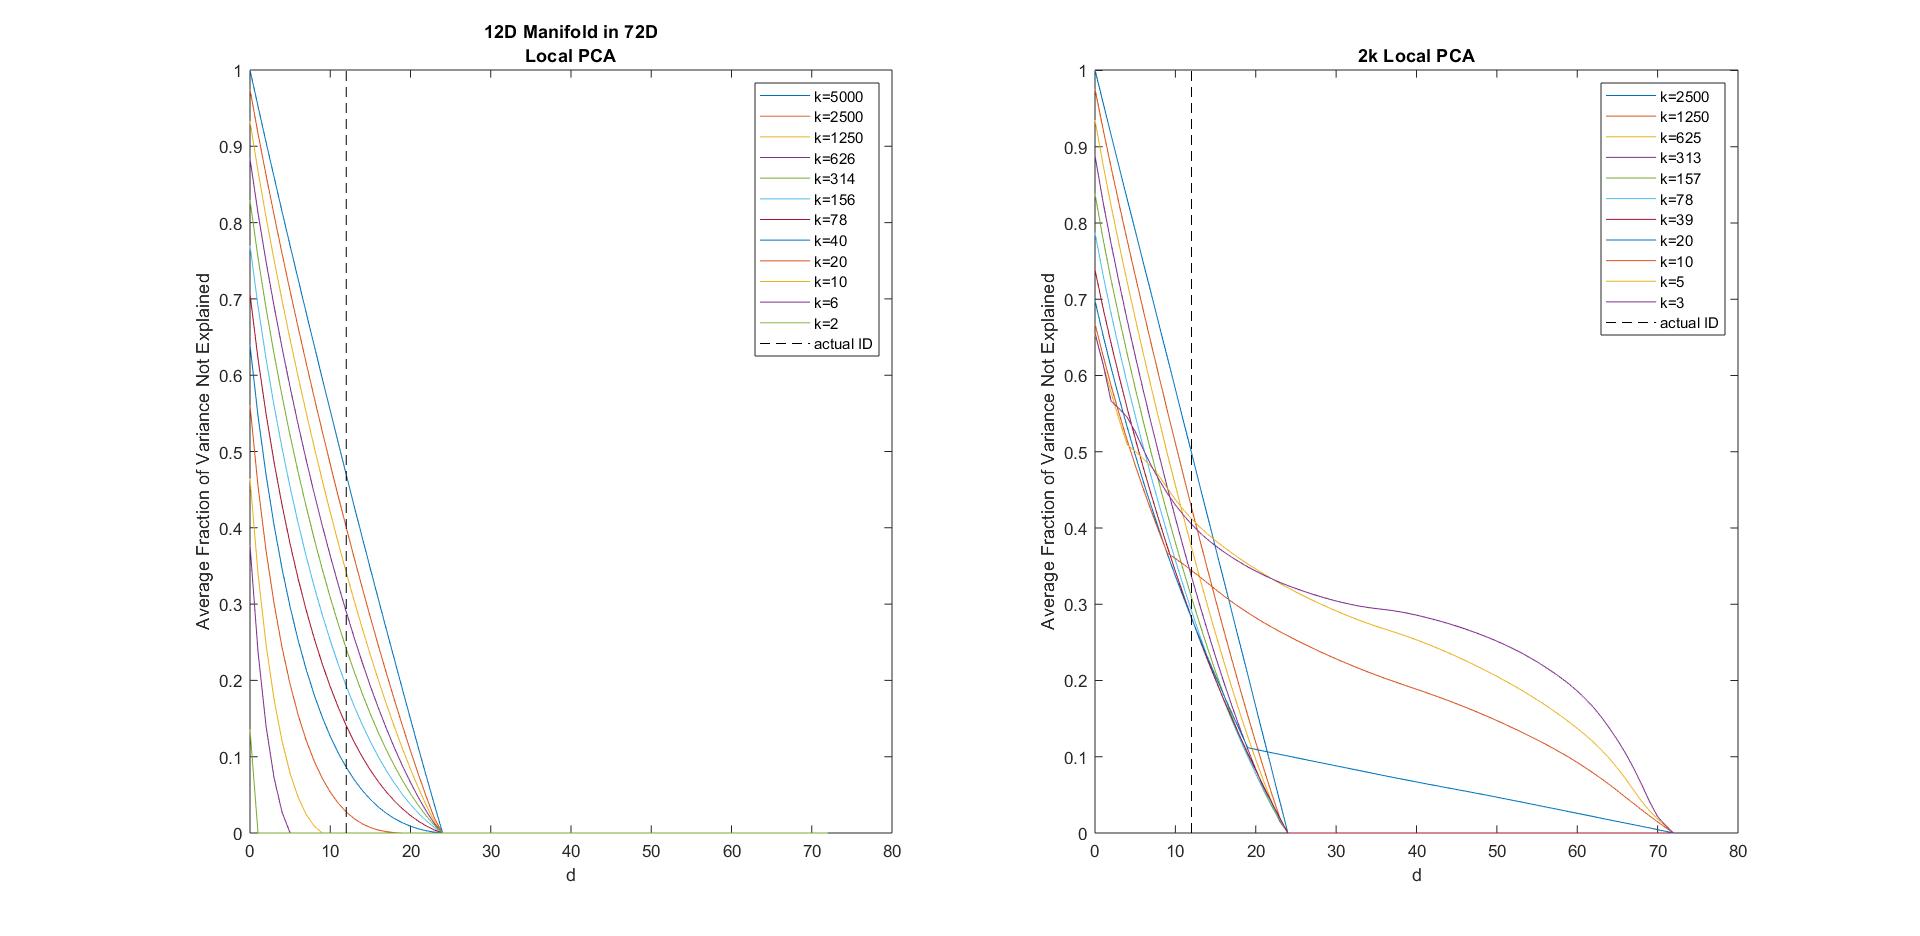 12D Manifold in 72D
Local PCA
Average Fraction of Variance Not Explained
1
0.9
0.8
0.7
0.6
0.5
0.4
0.3
0.2
0.1
0
0 10 20 30 40 50 60 70 80
d
k=5000
k=2500
k=1250
k=626
k=314
k=156
k=78
k=40
k=20
k=10
k=6
k=2
actual ID
2k Local PCA
Average Fraction of Variance Not Explained
1
0.9
0.8
0.7
0.6
0.5
0.4
0.3
0.2
0.1
0
0 10 20 30 40 50 60 70 80
d
k=2500
k=1250
k=625
k=313
k=157
k=78
k=39
k=20
k=10
k=5
k=3
actual ID